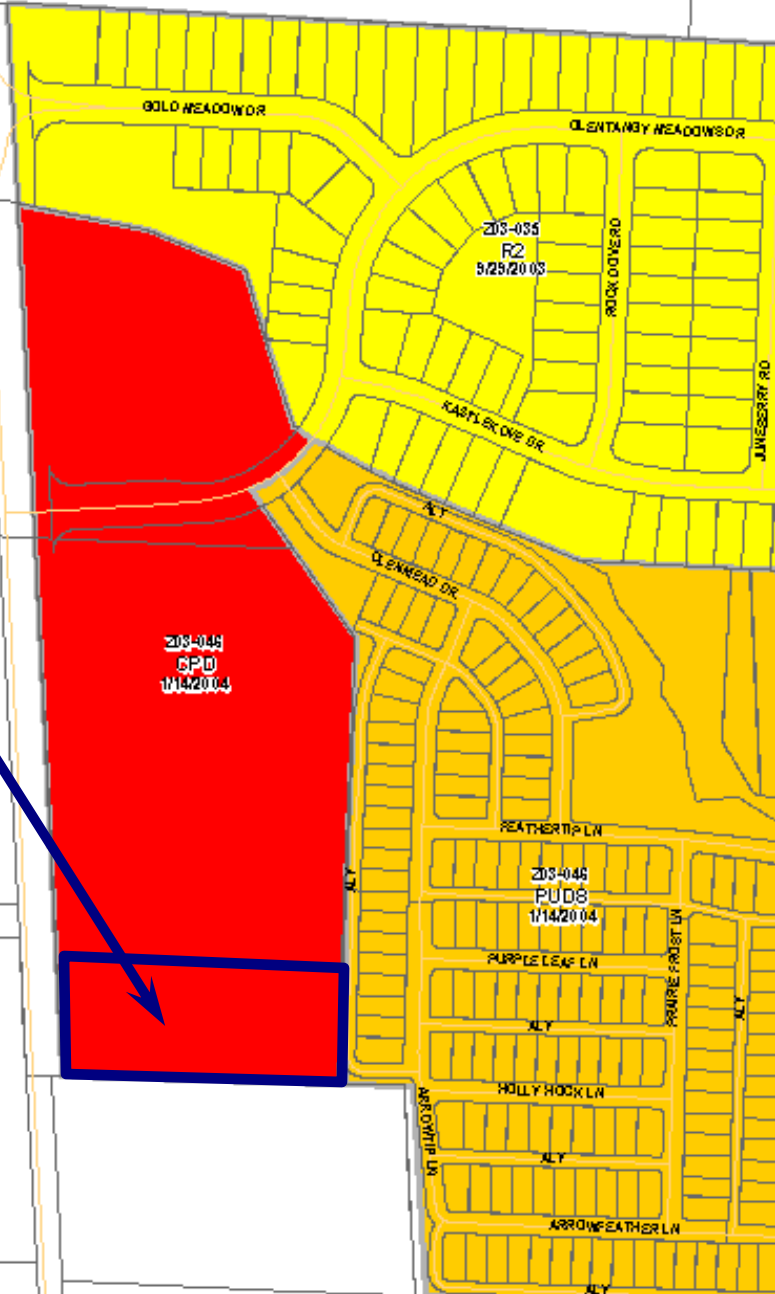 GOLD MEADOW DR
OLENTANGY MEADOWS DR
Z03-035
R2
9/29/2003
ROCK DOVE RD
JUNEBERRY RD
KASTLEKOVE DR
ALY
GLENMEAD DR
Z03-046
CPD
1/14/2004
FEATHERTIP LN
ALY
Z03-046
PUD8
1/14/2004
PRAIRIE FROST LN
PURPLE LEAF LN
ALY
ALY
HOLLY HOCK LN
ARROWTIP LN
ALY
ARROWFEATHER LN
ALY